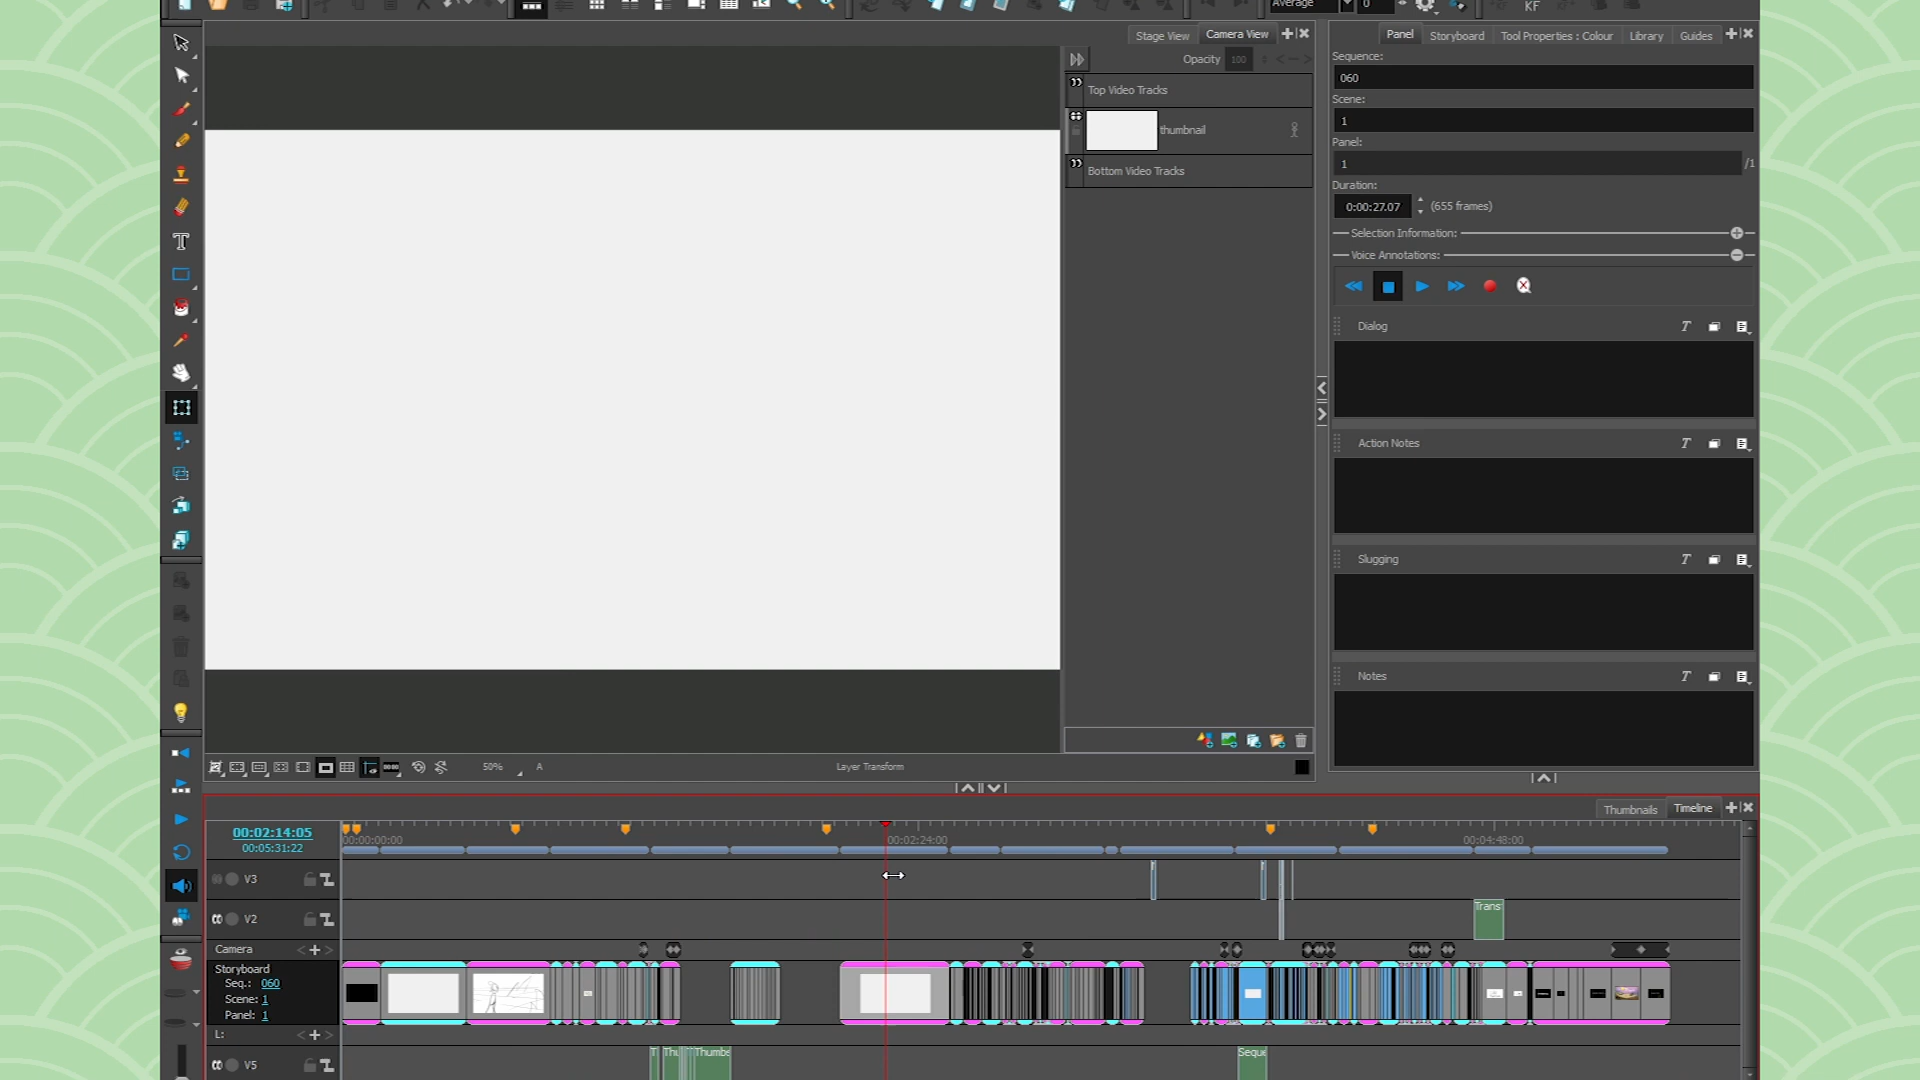 Average
0
KF
Stage View
Camera View
Opacity
100
Top Video Tracks
thumbnail
Bottom Video Tracks
Panel
Storyboard
Tool Properties : Colour
Library
Guides
Sequence:
060
Scene:
1
Panel:
1
/1
Duration:
0:00:27.07
(655 frames)
Selection Information:
Voice Annotations:
Dialog
Action Notes
Slugging
Notes
50%
A
Layer Transform
Thumbnails
Timeline
00:02:14:05
00:05:31:22
00:00:00:00
00:02:24:00
00:04:48:00
V3
V2
Trans
Camera
Storyboard
Seq.: 060
Scene: 1
Panel: 1
L:
V5
T
Thu
Thumbs
Sequ